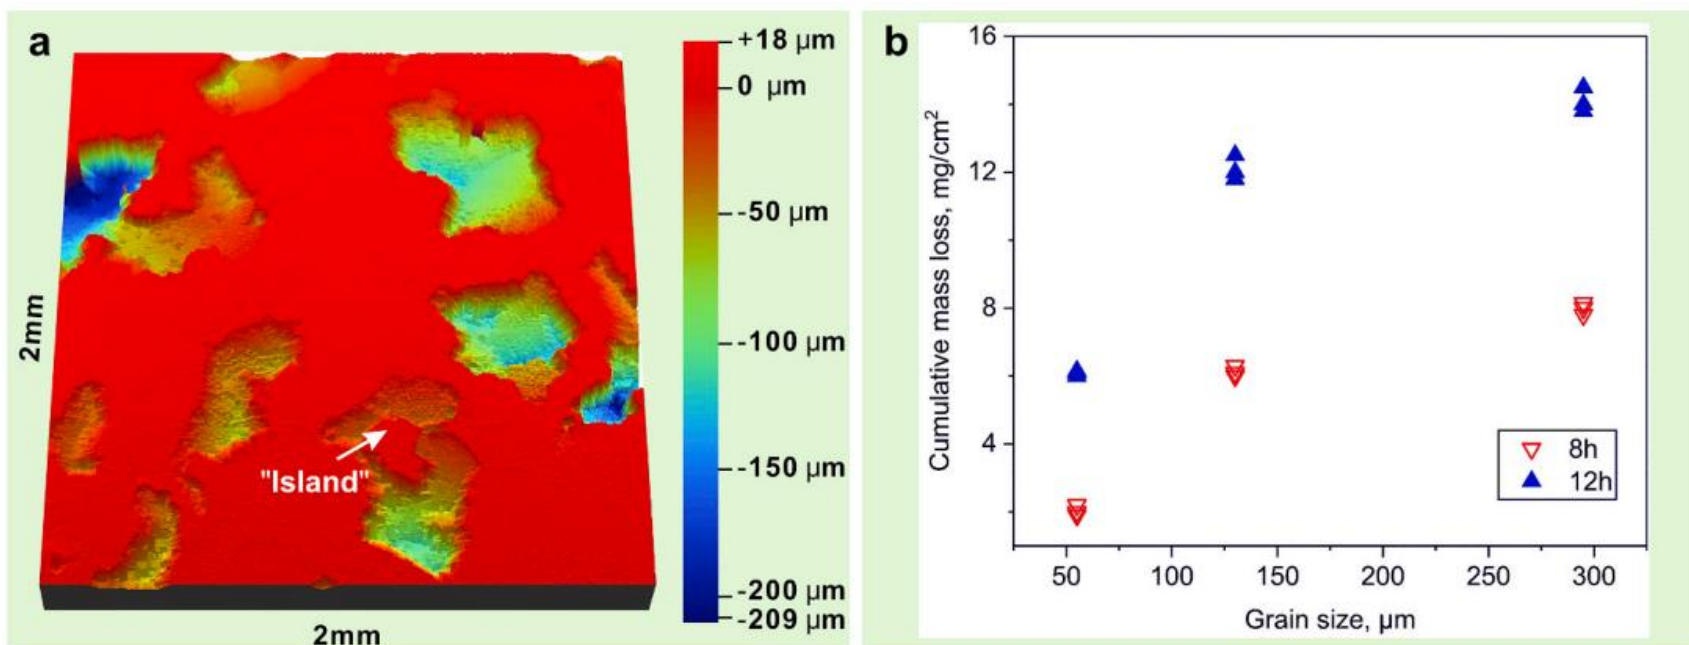 a
+18 µm
0 µm
-50 µm
-100 µm
-150 µm
-200 µm
-209 µm
2mm
"Island"
2mm
b
16
12
8
4
Cumulative mass loss, mg/cm²
8h
12h
50 100 150 200 250 300
Grain size, µm